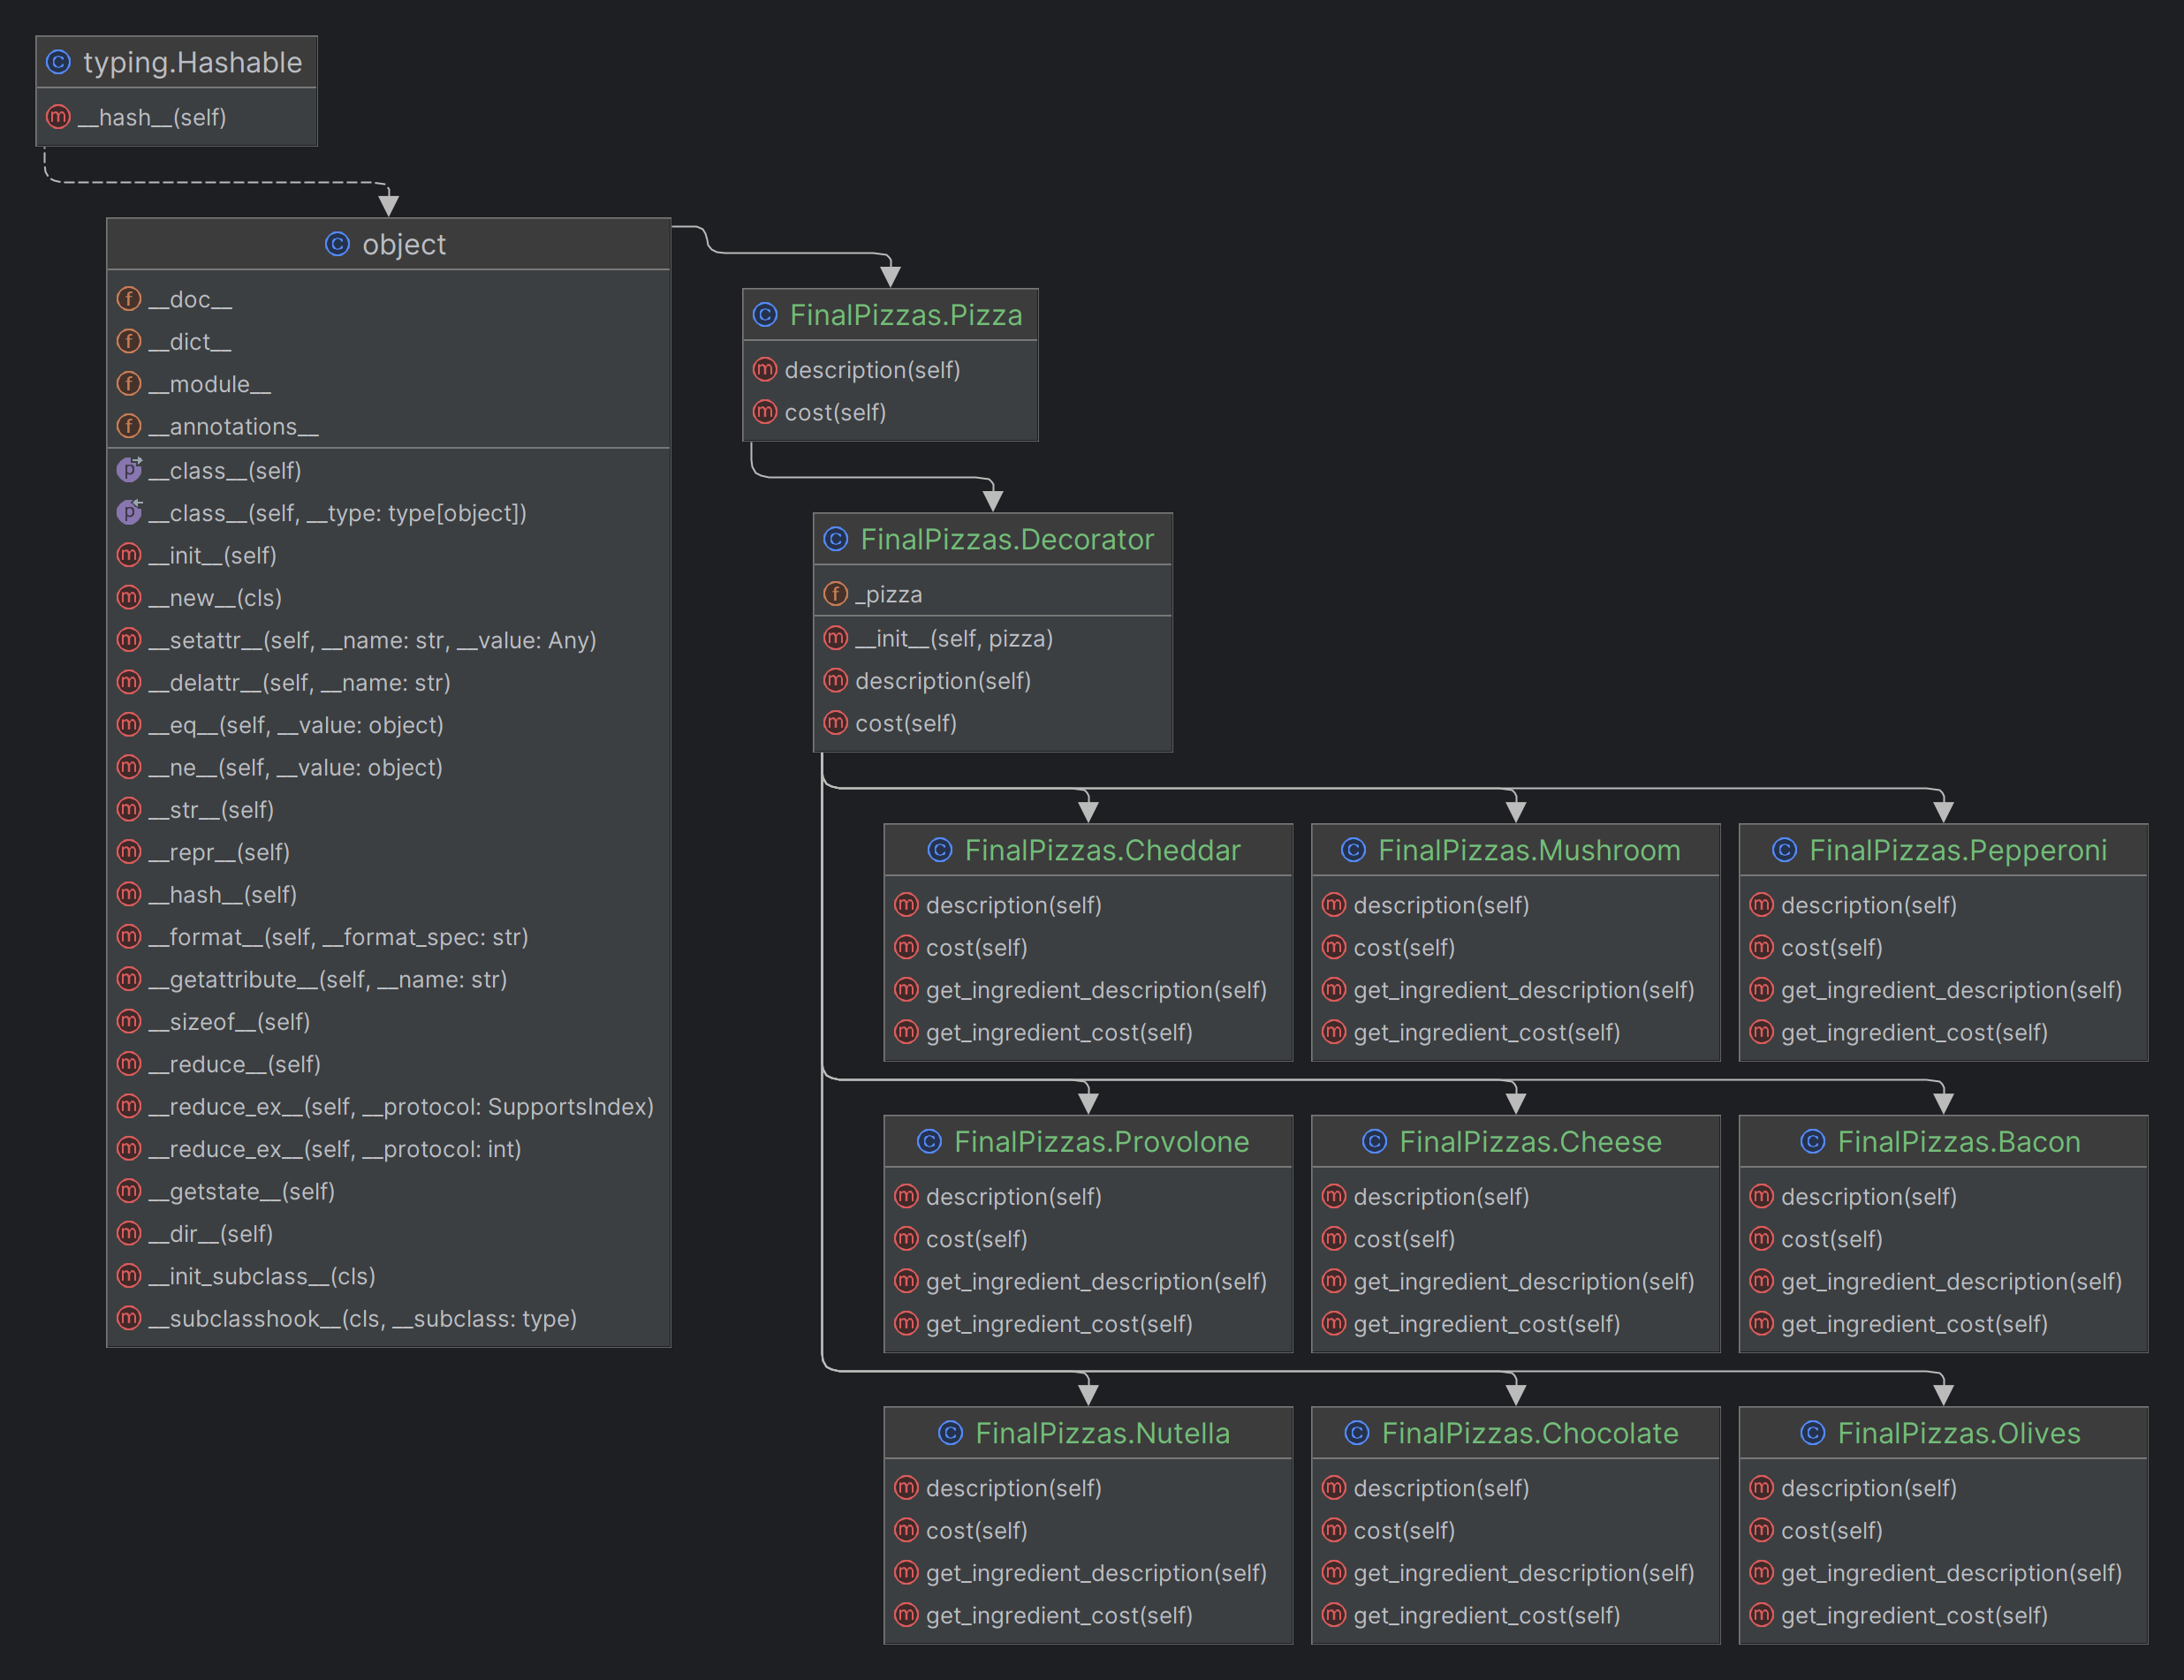 typing.Hashable
__hash__(self)
object
__doc__
__dict__
__module__
__annotations__
__class__(self)
__class__(self, __type: type[object])
__init__(self)
__new__(cls)
__setattr__(self, __name: str, __value: Any)
__delattr__(self, __name: str)
__eq__(self, __value: object)
__ne__(self, __value: object)
__str__(self)
__repr__(self)
__hash__(self)
__format__(self, __format_spec: str)
__getattribute__(self, __name: str)
__sizeof__(self)
__reduce__(self)
__reduce_ex__(self, __protocol: SupportsIndex)
__reduce_ex__(self, __protocol: int)
__getstate__(self)
__dir__(self)
__init_subclass__(cls)
__subclasshook__(cls, __subclass: type)
FinalPizzas.Pizza
description(self)
cost(self)
FinalPizzas.Decorator
_pizza
__init__(self, pizza)
description(self)
cost(self)
FinalPizzas.Cheddar
description(self)
cost(self)
get_ingredient_description(self)
get_ingredient_cost(self)
FinalPizzas.Mushroom
description(self)
cost(self)
get_ingredient_description(self)
get_ingredient_cost(self)
FinalPizzas.Pepperoni
description(self)
cost(self)
get_ingredient_description(self)
get_ingredient_cost(self)
FinalPizzas.Provolone
description(self)
cost(self)
get_ingredient_description(self)
get_ingredient_cost(self)
FinalPizzas.Cheese
description(self)
cost(self)
get_ingredient_description(self)
get_ingredient_cost(self)
FinalPizzas.Bacon
description(self)
cost(self)
get_ingredient_description(self)
get_ingredient_cost(self)
FinalPizzas.Nutella
description(self)
cost(self)
get_ingredient_description(self)
get_ingredient_cost(self)
FinalPizzas.Chocolate
description(self)
cost(self)
get_ingredient_description(self)
get_ingredient_cost(self)
FinalPizzas.Olives
description(self)
cost(self)
get_ingredient_description(self)
get_ingredient_cost(self)